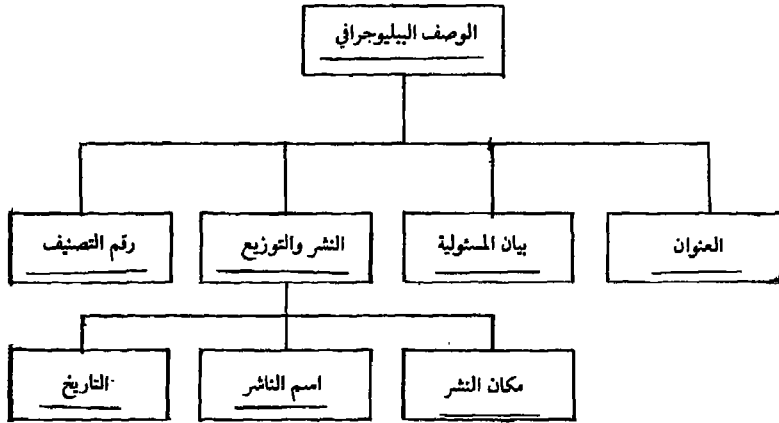 الوصف الببليوجرافي
العنوان
بيان المسئولية
النشر والتوزيع
رقم التصنيف
مكان النشر
اسم الناشر
التاريخ